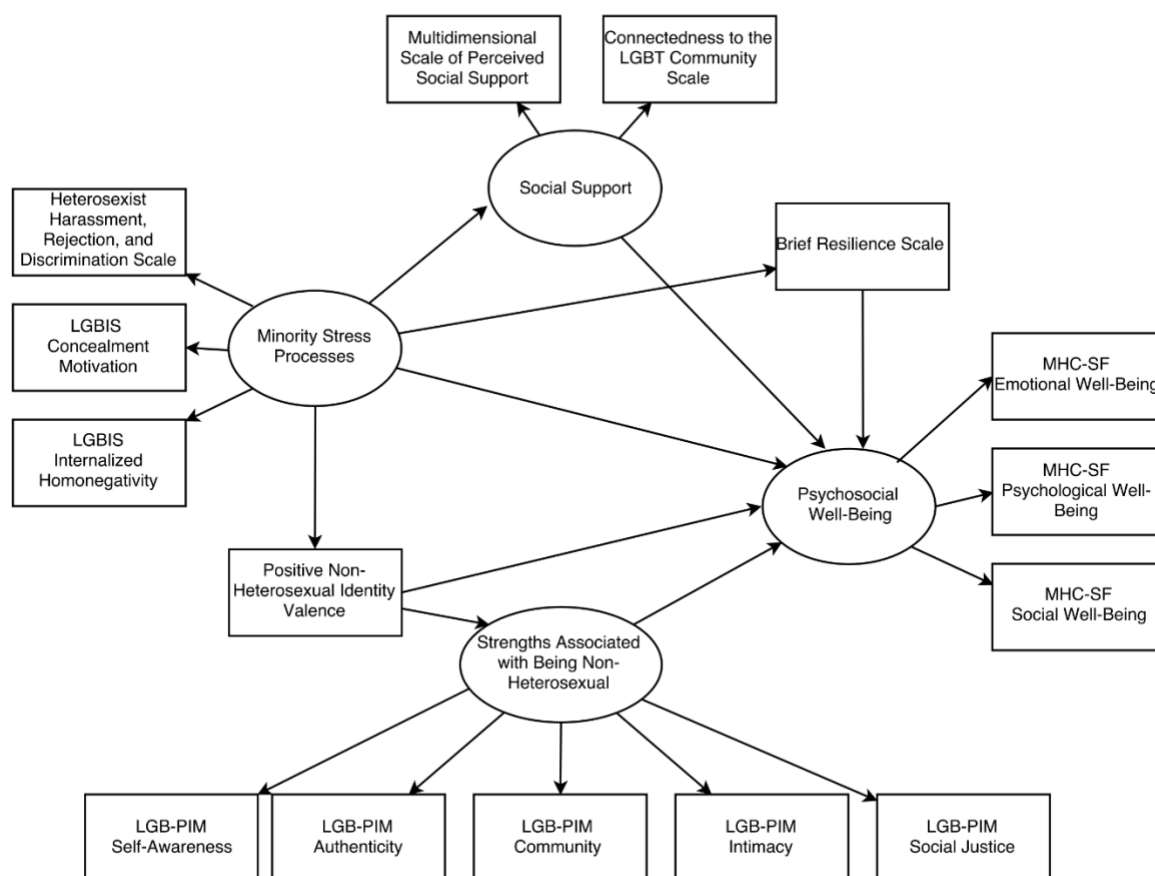 Multidimensional
Scale of Perceived
Social Support
Connectedness to the
LGBT Community
Scale
Social Support
Heterosexist
Harassment,
Rejection, and
Discrimination Scale
Brief Resilience Scale
LGBIS
Concealment
Motivation
Minority Stress
Processes
MHC-SF
Emotional Well-Being
LGBIS
Internalized
Homonegativity
MHC-SF
Psychological Well-
Being
Psychosocial
Well-Being
Positive Non-
Heterosexual Identity
Valence
MHC-SF
Social Well-Being
Strengths Associated
with Being Non-
Heterosexual
LGB-PIM
Self-Awareness
LGB-PIM
Authenticity
LGB-PIM
Community
LGB-PIM
Intimacy
LGB-PIM
Social Justice